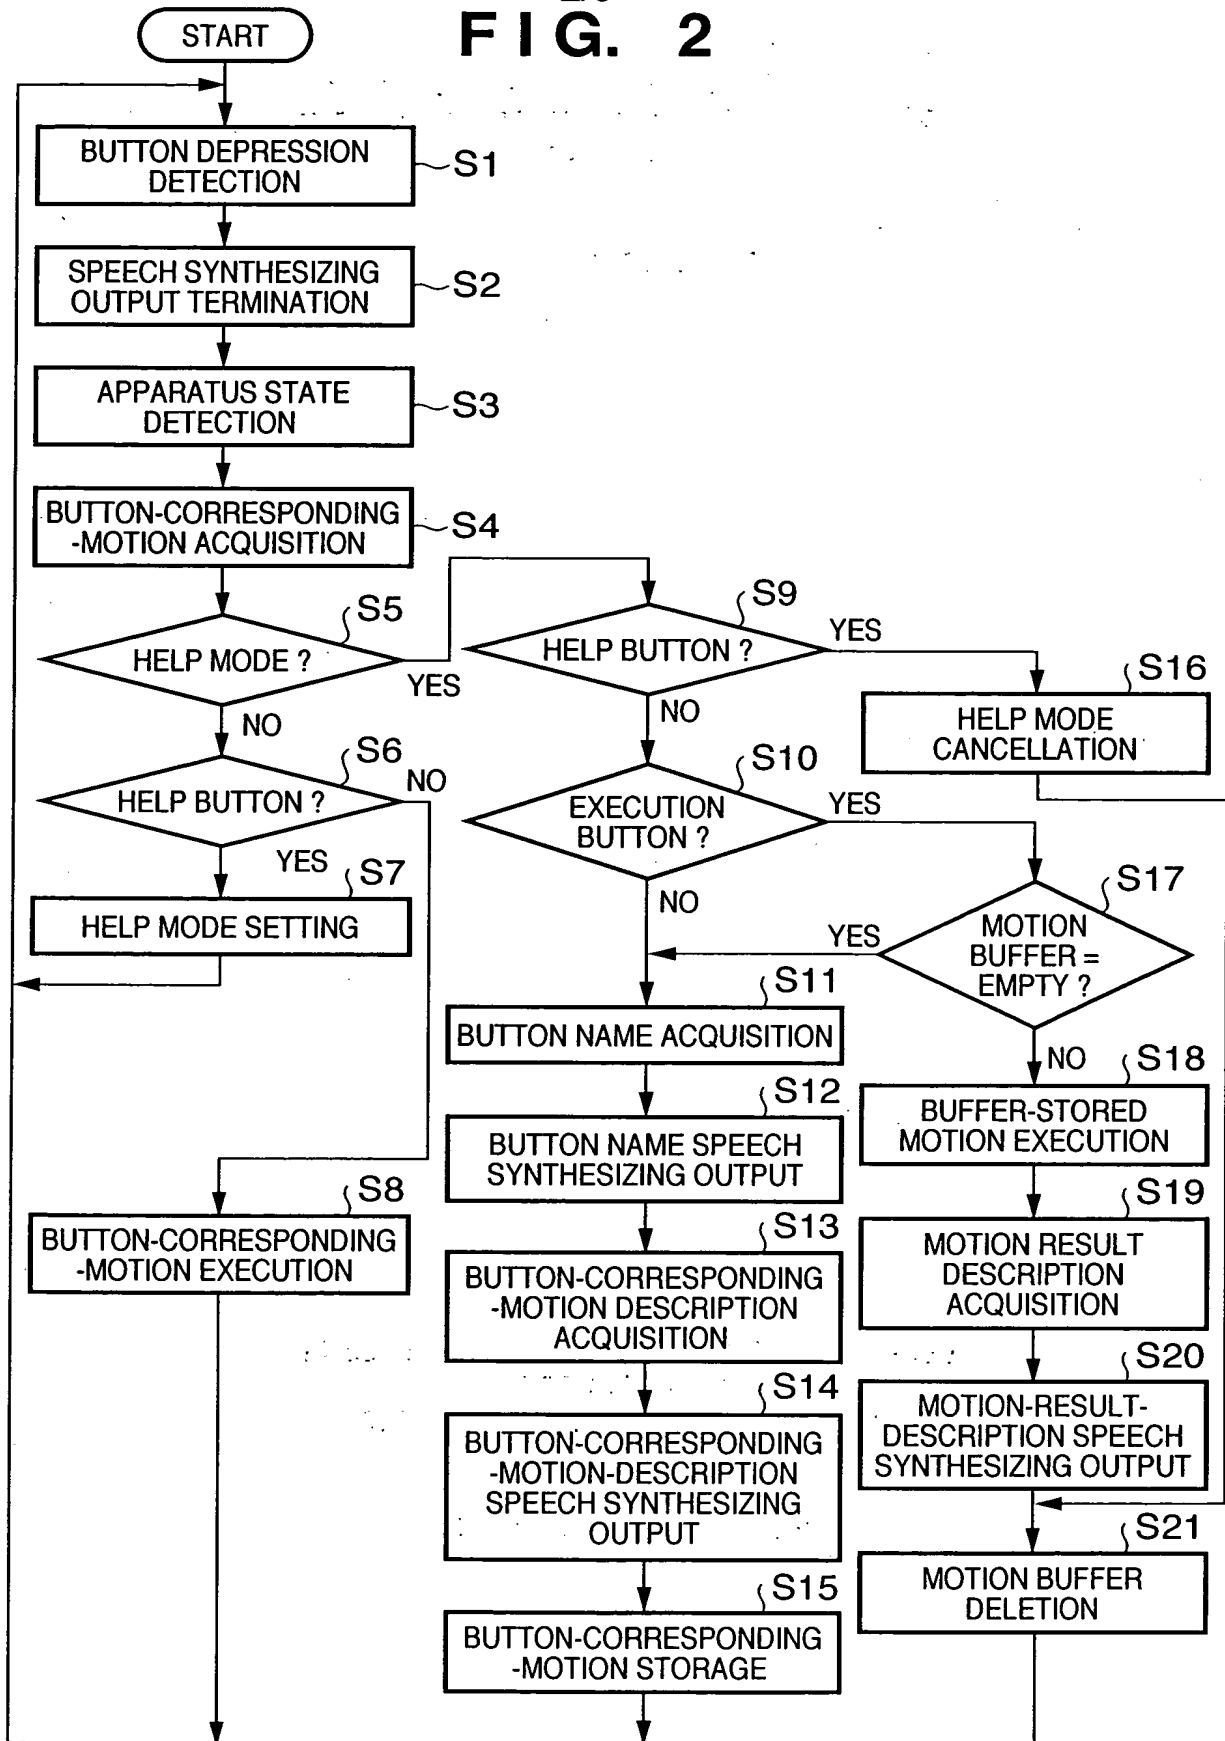 FIG. 2
START
BUTTON DEPRESSION
DETECTION
S1
SPEECH SYNTHESIZING
OUTPUT TERMINATION
S2
APPARATUS STATE
DETECTION
S3
BUTTON-CORRESPONDING
-MOTION ACQUISITION
S4
S5
HELP MODE ?
YES
NO
S6
HELP BUTTON ?
NO
YES
S7
HELP MODE SETTING
S8
BUTTON-CORRESPONDING
-MOTION EXECUTION
S9
HELP BUTTON ?
YES
NO
S10
EXECUTION
BUTTON ?
YES
NO
S11
BUTTON NAME ACQUISITION
S12
BUTTON NAME SPEECH
SYNTHESIZING OUTPUT
S13
BUTTON-CORRESPONDING
-MOTION DESCRIPTION
ACQUISITION
S14
BUTTON-CORRESPONDING
-MOTION-DESCRIPTION
SPEECH SYNTHESIZING
OUTPUT
S15
BUTTON-CORRESPONDING
-MOTION STORAGE
S16
HELP MODE
CANCELLATION
S17
MOTION
BUFFER =
EMPTY ?
YES
NO
S18
BUFFER-STORED
MOTION EXECUTION
S19
MOTION RESULT
DESCRIPTION
ACQUISITION
S20
MOTION-RESULT-
DESCRIPTION SPEECH
SYNTHESIZING OUTPUT
S21
MOTION BUFFER
DELETION